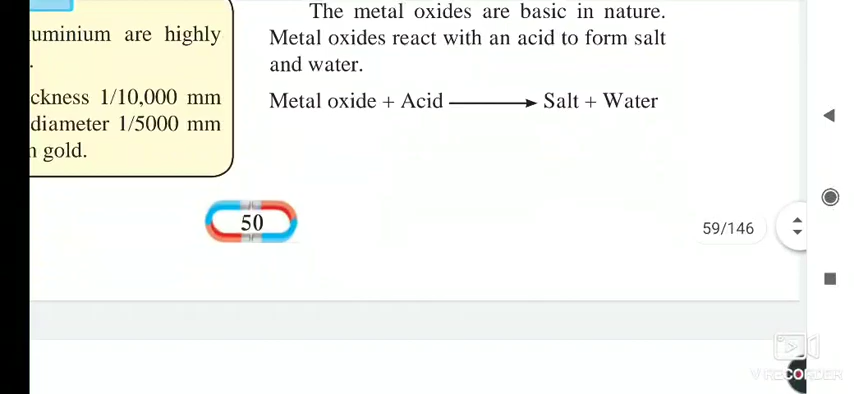 uminium are highly
.
ckness 1/10,000 mm
diameter 1/5000 mm
gold.
The metal oxides are basic in nature.
Metal oxides react with an acid to form salt
and water.
Metal oxide + Acid ⟶ Salt + Water
50
59/146
V RECORDER